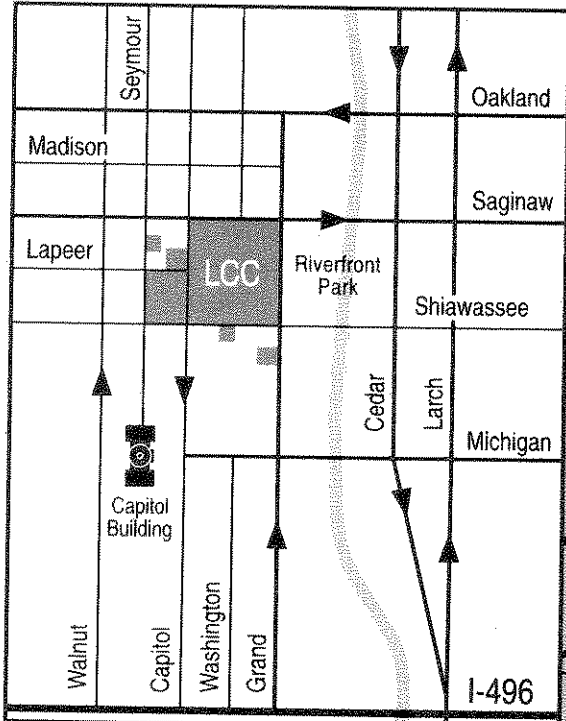 Seymour
Oakland
Madison
Saginaw
Lapeer
LCC
Riverfront
Park
Shiawassee
Cedar
Larch
Michigan
Capitol
Building
Walnut
Capitol
Washington
Grand
I-496